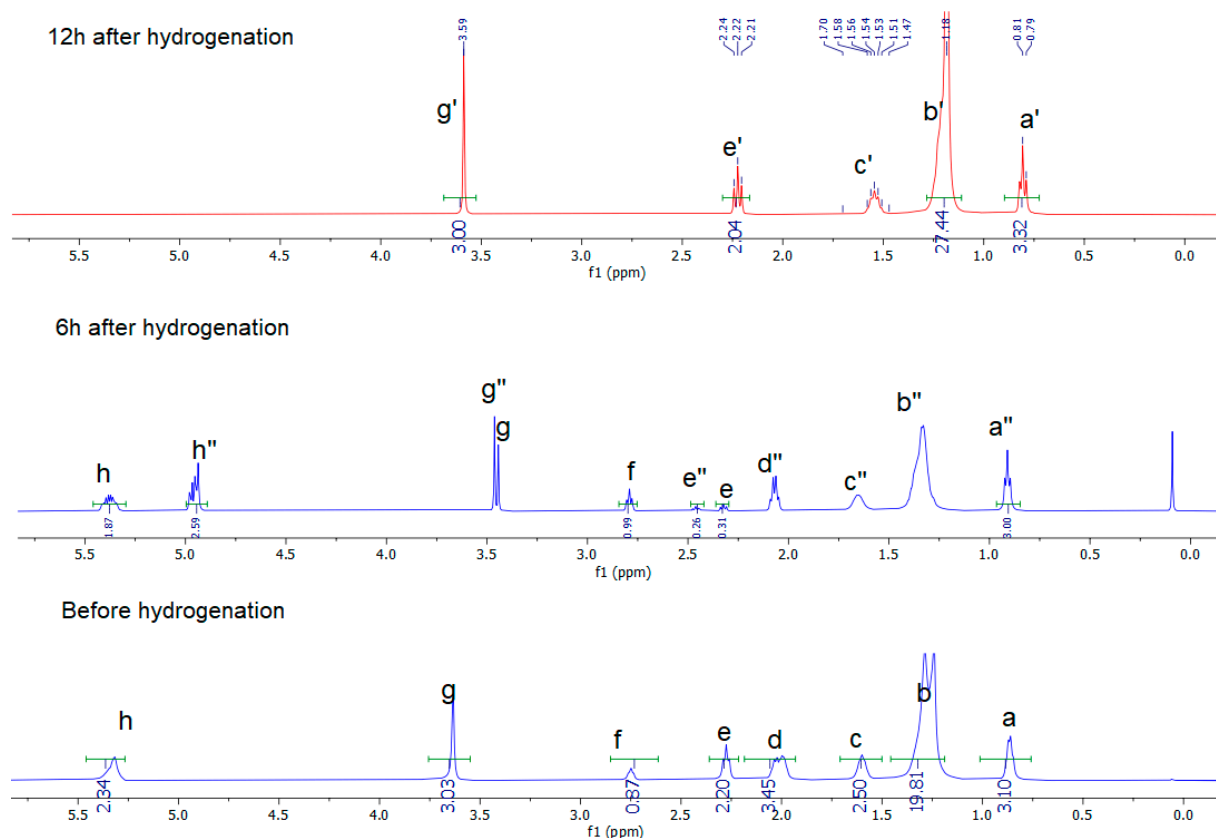 12h after hydrogenation
3.59
2.24
2.22
2.21
1.70
1.58
1.56
1.54
1.53
1.51
1.47
1.18
0.81
0.79
g'
e'
c'
b'
a'
3.00
2.04
27.44
3.32
5.5 5.0 4.5 4.0 3.5 3.0 2.5 2.0 1.5 1.0 0.5 0.0
f1 (ppm)
6h after hydrogenation
h
h"
g"
g
f
e"
e
d"
c"
b"
a"
1.87
2.59
0.99
0.26
0.31
3.00
5.5 5.0 4.5 4.0 3.5 3.0 2.5 2.0 1.5 1.0 0.5 0.0
f1 (ppm)
Before hydrogenation
h
g
f
e
d
c
b
a
2.34
3.03
0.87
2.20
3.45
2.50
19.81
3.10
5.5 5.0 4.5 4.0 3.5 3.0 2.5 2.0 1.5 1.0 0.5 0.0
f1 (ppm)